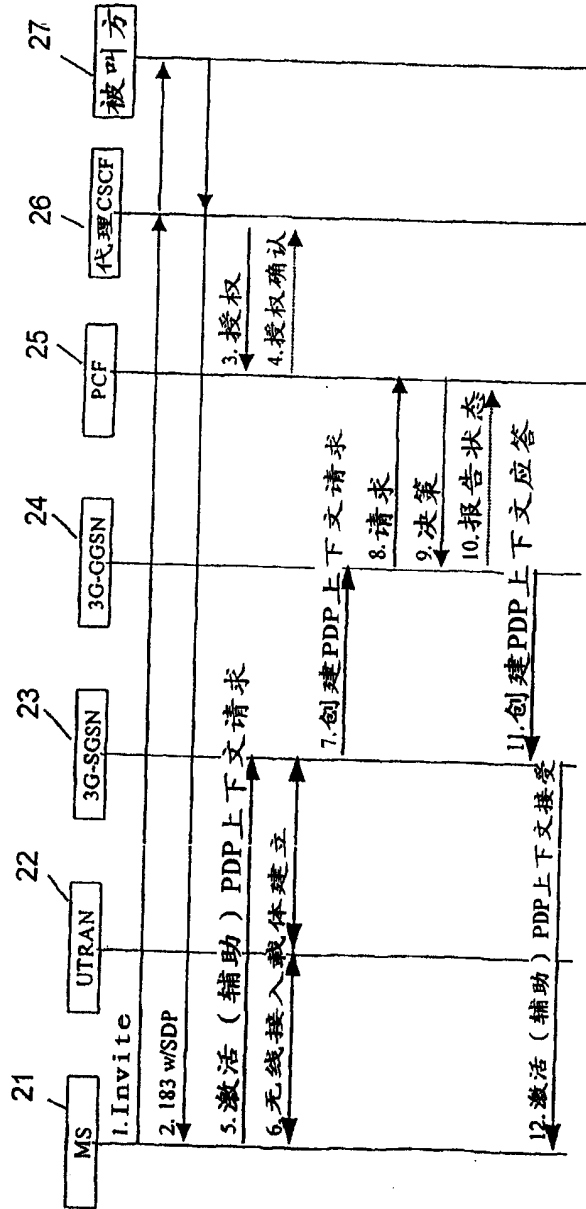 21
22
23
24
25
26
27
MS
UTRAN
3G-SGSN
3G-GGSN
PCF
代理CSCF
被叫方
1.Invite
2. 183 w/SDP
3.授权
4.授权确认
5.激活(辅助)PDP上下文请求
6.无线接入载体建立
7.创建PDP上下文请求
8.请求
9.决策
10.报告状态
11.创建PDP上下文应答
12.激活(辅助)PDP上下文接受